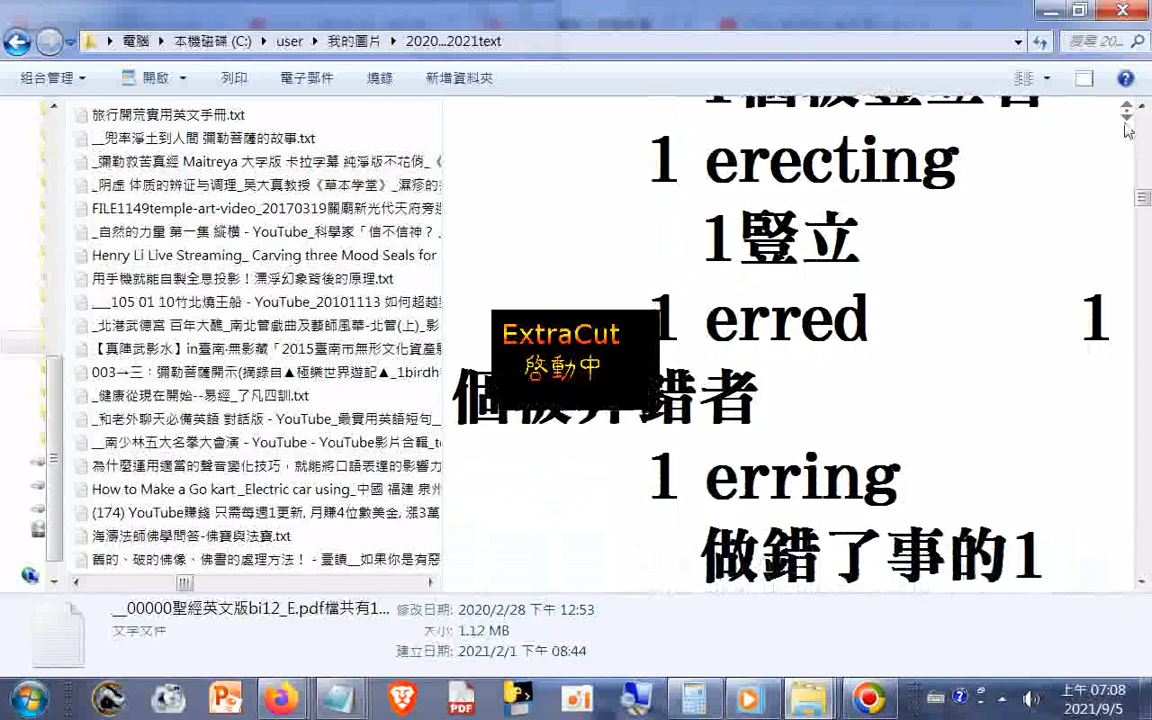 電腦 本機磁碟 (C:) user 我的圖片 2020...2021text
搜尋 20...
組合管理 開啟 列印 電子郵件 燒錄 新增資料夾
旅行開荒實用英文手冊.txt
__兜率淨土到人間 彌勒菩薩的故事.txt
_彌勒救苦真經 Maitreya 大字版 卡拉字幕 純淨版不花俏_《
_阴虚 体质的辨证与调理_吴大真教授《草本学堂》_濕疹的
FILE1149temple-art-video_20170319關廟新光代天府旁
_自然的力量 第一集 縱橫 - YouTube_科學家「信不信神?」
Henry Li Live Streaming_ Carving three Mood Seals for
用手機就能自製全息投影!漂浮幻象背後的原理.txt
___105 01 10竹北燒王船 - YouTube_20101113 如何超越
_北港武德宮 百年大醮_南北管戲曲及藝師風華-北管(上)_影
【真陣武影水】in臺南·無影藏「2015臺南市無形文化資產
003→三:彌勒菩薩開示(摘錄自▲極樂世界遊記▲_1birdh
_健康從現在開始--易經_了凡四訓.txt
_和老外聊天必備英語 對話版 - YouTube_最實用英語短句__
__南少林五大名拳大會演 - YouTube - YouTube影片合輯_to
為什麼運用適當的聲音變化技巧,就能將口語表達的影響力
How to Make a Go kart _Electric car using_中國 福建 泉州
(174) YouTube賺錢 只需每週1更新, 月賺4位數美金, 漲3萬
海濤法師佛學問答-佛寶與法寶.txt
舊的、破的佛像、佛書的處理方法! - 壹讀__如果你是有惡
1 erecting
1豎立
1 erred 1
個被弄錯者
1 erring
做錯了事的1
ExtraCut
啓動中
__00000聖經英文版bi12_E.pdf檔共有1... 修改日期: 2020/2/28 下午 12:53
文字文件 大小: 1.12 MB
建立日期: 2021/2/1 下午 08:44
上午 07:08
2021/9/5